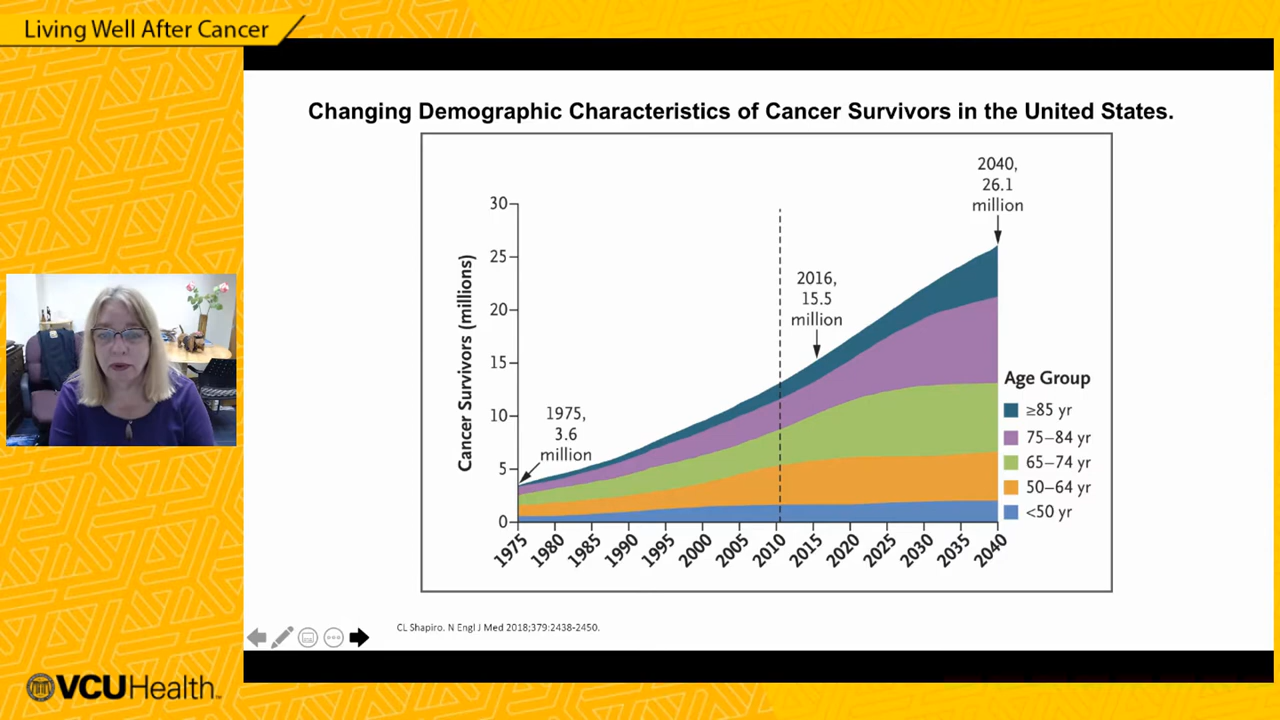 Living Well After Cancer
Changing Demographic Characteristics of Cancer Survivors in the United States.
2040,
26.1
million
30
25
20
15
10
5
0
Cancer Survivors (millions)
2016,
15.5
million
1975,
3.6
million
Age Group
≥85 yr
75–84 yr
65–74 yr
50–64 yr
<50 yr
1975
1980
1985
1990
1995
2000
2005
2010
2015
2020
2025
2030
2035
2040
CL Shapiro. N Engl J Med 2018;379:2438-2450.
VCUHealth™